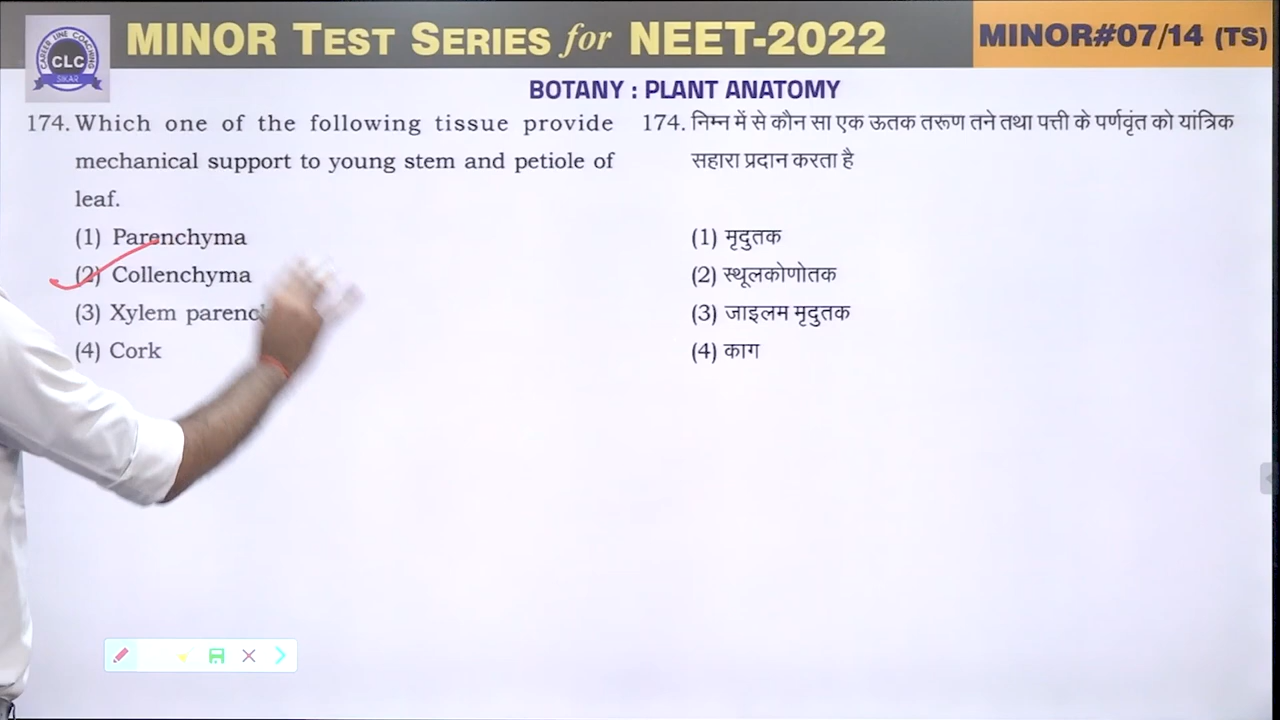 CAREER LINE COACHING
CLC
SIKAR
MINOR TEST SERIES for NEET-2022
MINOR#07/14 (TS)
BOTANY : PLANT ANATOMY
174. Which one of the following tissue provide
mechanical support to young stem and petiole of
leaf.
(1) Parenchyma
(2) Collenchyma
(3) Xylem
(4) Cork
174. निम्न में से कौन सा एक ऊतक तरूण तने तथा पत्ती के पर्णवृंत को यांत्रिक
सहारा प्रदान करता है
(1) मृदुतक
(2) स्थूलकोणोतक
(3) जाइलम मृदुतक
(4) काग